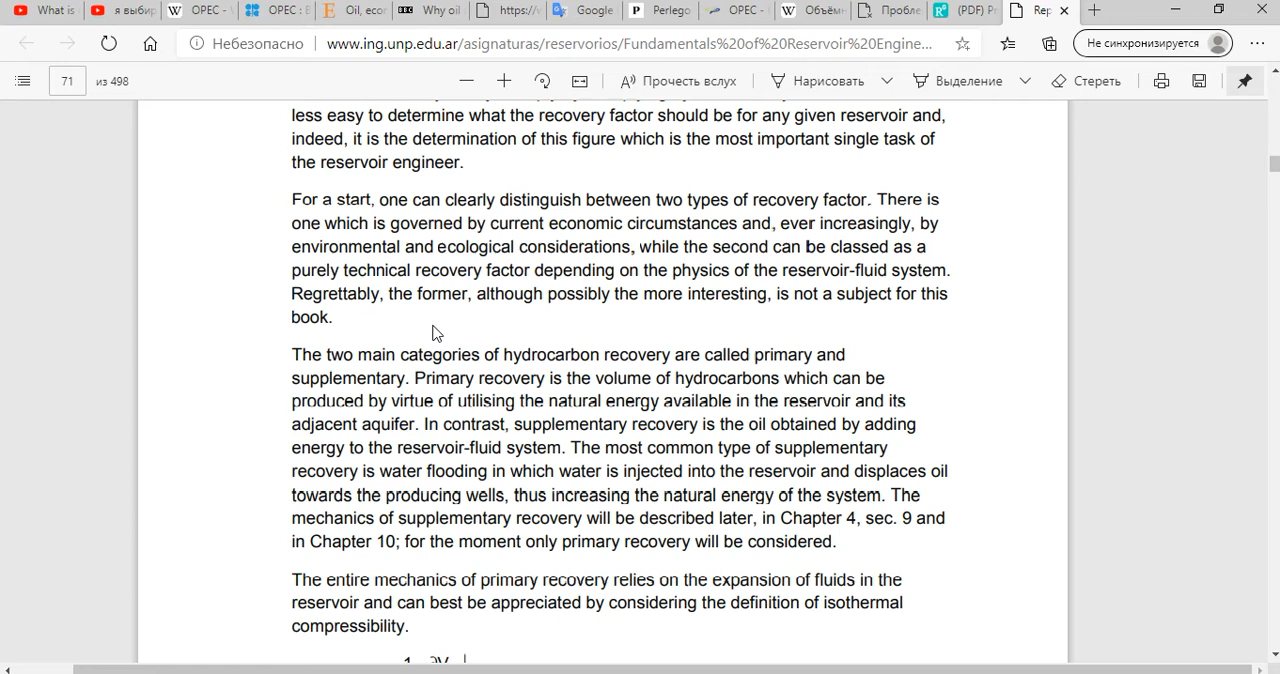 What is
я выбир
OPEC -
OPEC : E
Oil, ecor
Why oil
https://
Google
Perlego
OPEC -
Объём
Пробле
(PDF) Pr
Rep
Небезопасно
www.ing.unp.edu.ar/asignaturas/reservorios/Fundamentals%20of%20Reservoir%20Engine...
Не синхронизируется
71 из 498
Прочесть вслух
Нарисовать
Выделение
Стереть
less easy to determine what the recovery factor should be for any given reservoir and,
indeed, it is the determination of this figure which is the most important single task of
the reservoir engineer.
For a start, one can clearly distinguish between two types of recovery factor. There is
one which is governed by current economic circumstances and, ever increasingly, by
environmental and ecological considerations, while the second can be classed as a
purely technical recovery factor depending on the physics of the reservoir-fluid system.
Regrettably, the former, although possibly the more interesting, is not a subject for this
book.
The two main categories of hydrocarbon recovery are called primary and
supplementary. Primary recovery is the volume of hydrocarbons which can be
produced by virtue of utilising the natural energy available in the reservoir and its
adjacent aquifer. In contrast, supplementary recovery is the oil obtained by adding
energy to the reservoir-fluid system. The most common type of supplementary
recovery is water flooding in which water is injected into the reservoir and displaces oil
towards the producing wells, thus increasing the natural energy of the system. The
mechanics of supplementary recovery will be described later, in Chapter 4, sec. 9 and
in Chapter 10; for the moment only primary recovery will be considered.
The entire mechanics of primary recovery relies on the expansion of fluids in the
reservoir and can best be appreciated by considering the definition of isothermal
compressibility.